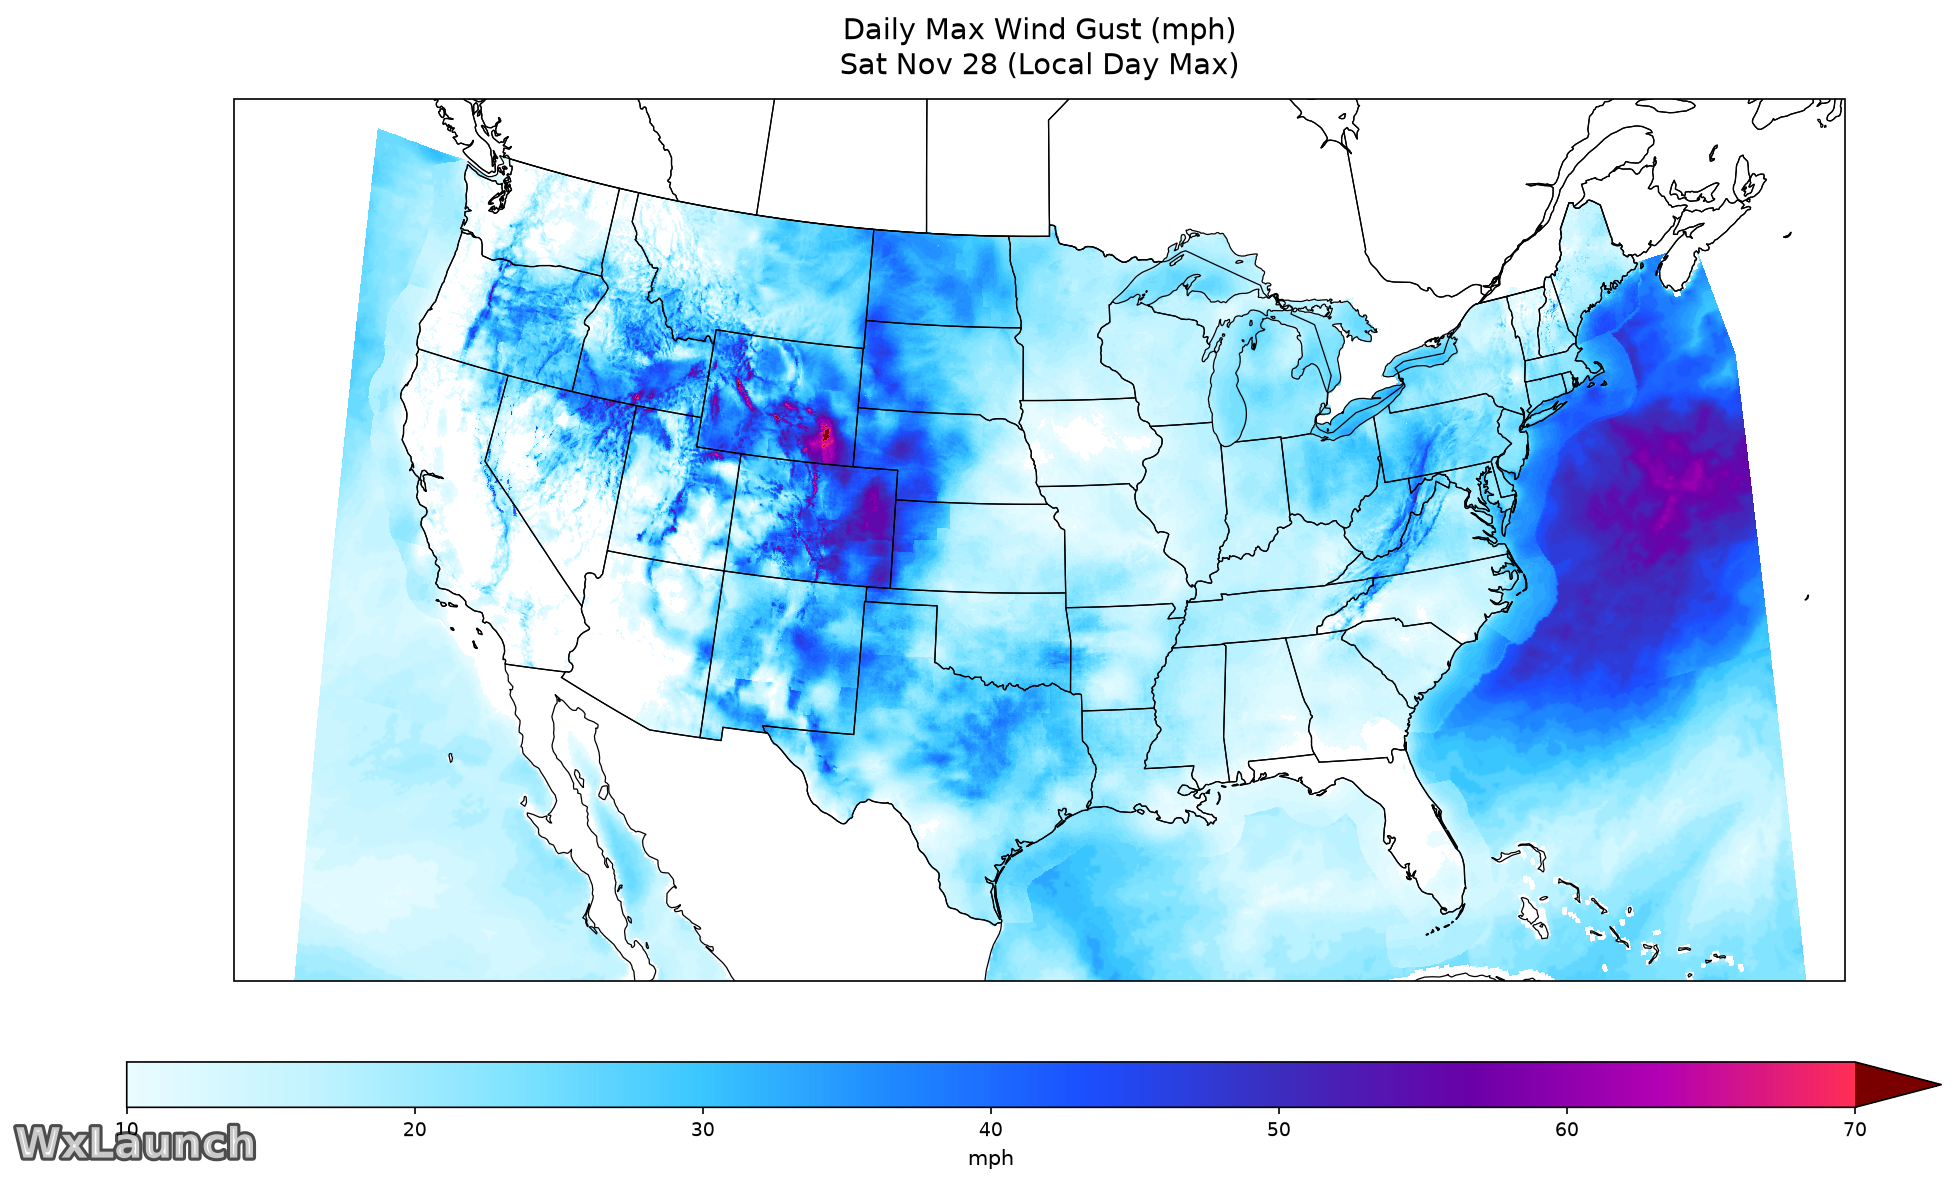 Daily Max Wind Gust (mph)
Sat Nov 28 (Local Day Max)
10 20 30 40 50 60 70
mph
WxLaunch